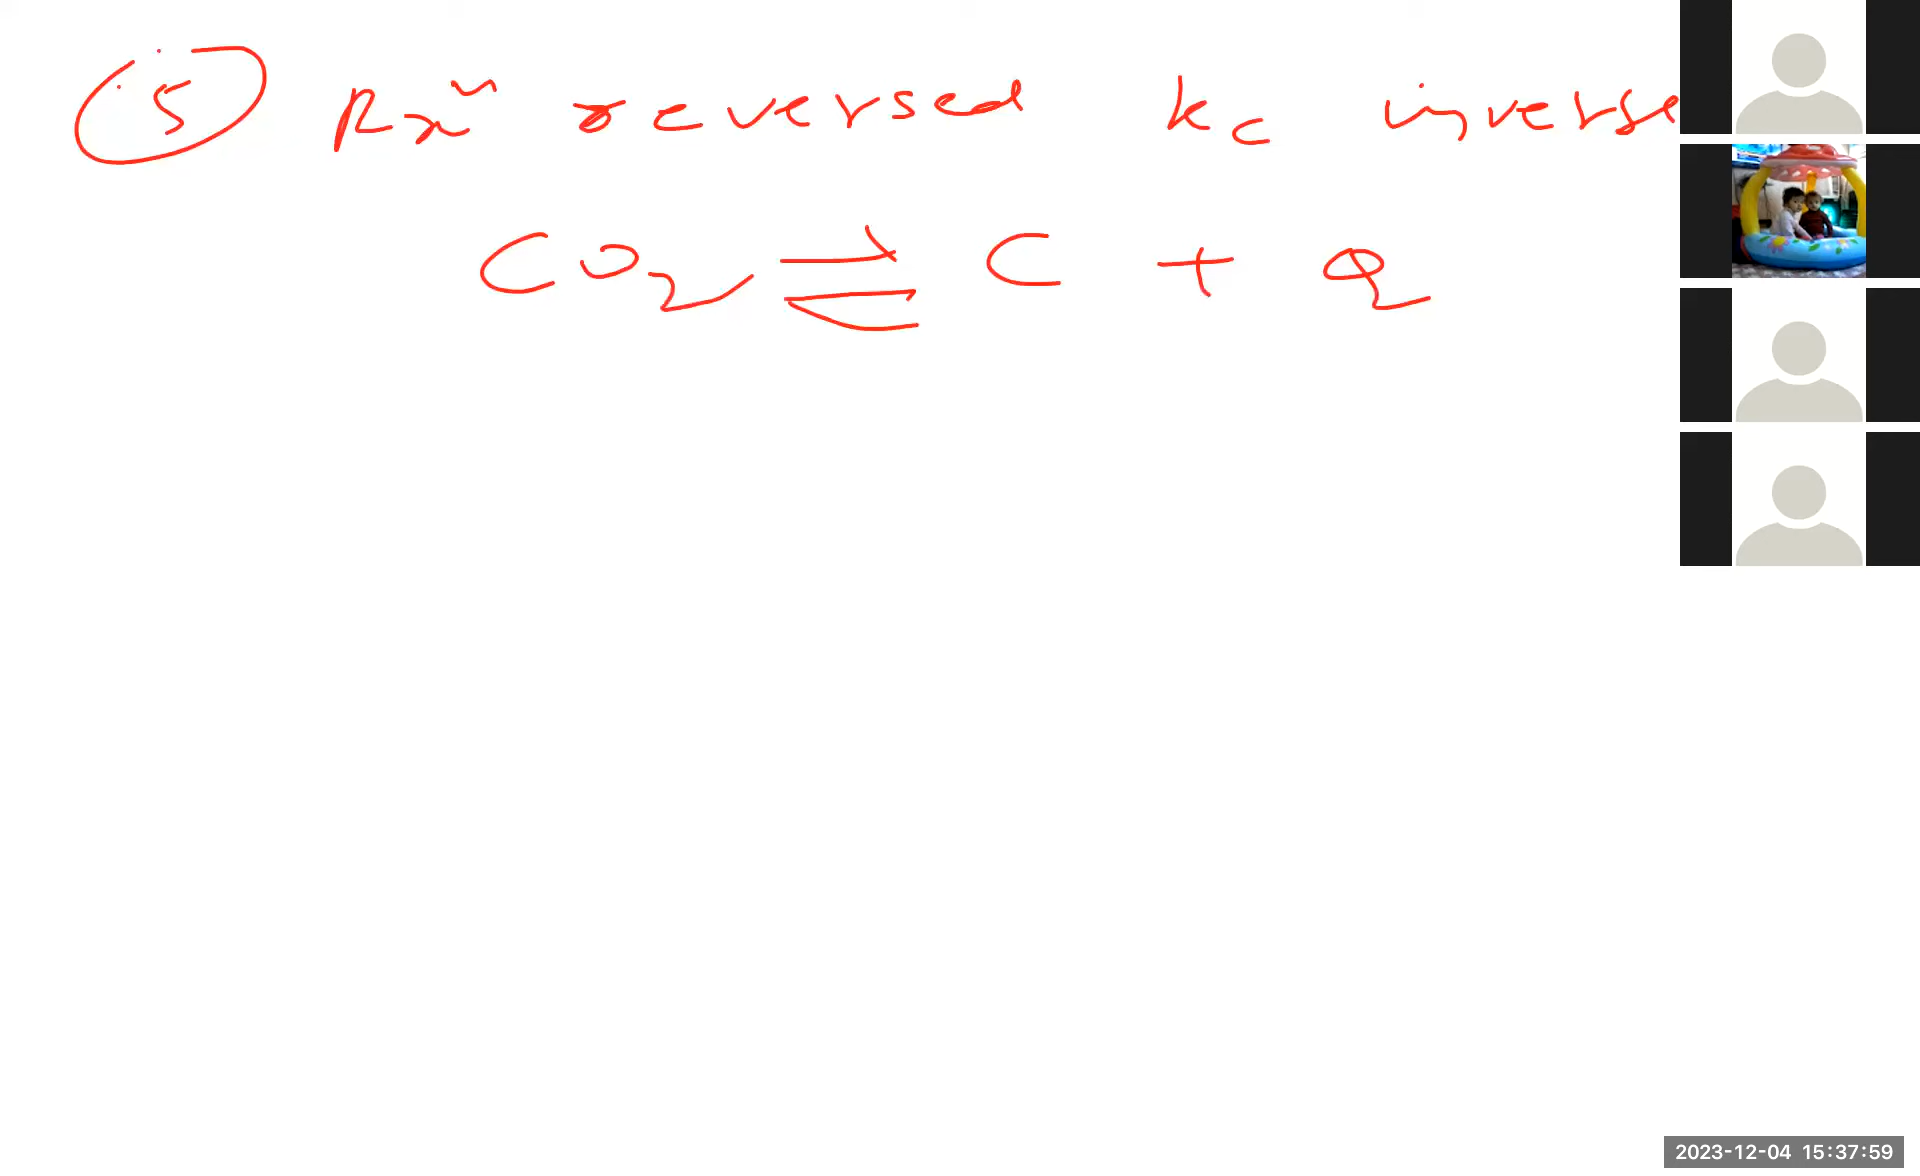 5 Rxⁿ reversed kc inverse
CO2 ⇌ C + O2
2023-12-04 15:37:59